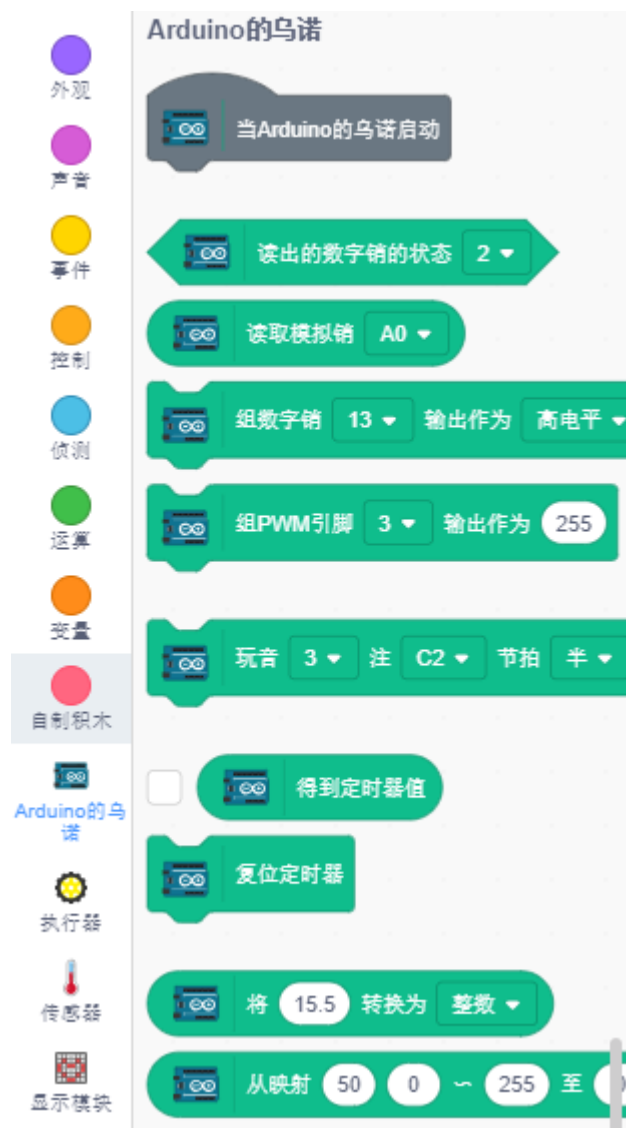 Arduino的乌诺
外观
当Arduino的乌诺启动
声音
事件
读出的数字销的状态 2
控制
读取模拟销 A0
侦测
组数字销 13 输出作为 高电平
运算
组PWM引脚 3 输出作为 255
变量
玩音 3 注 C2 节拍 半
自制积木
Arduino的乌
诺
得到定时器值
执行器
复位定时器
传感器
将 15.5 转换为 整数
显示模块
从映射 50 0 ~ 255 至